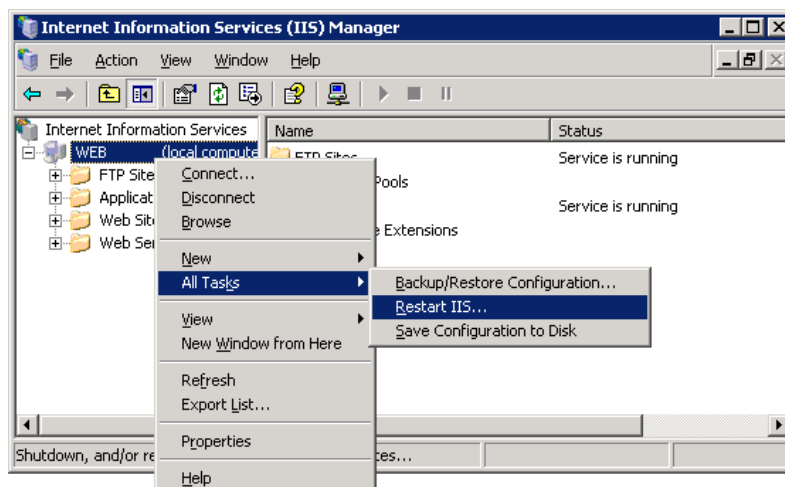 Internet Information Services (IIS) Manager
File Action View Window Help
Internet Information Services
Name Status
WEB (local compute
FTP Sites Service is running
FTP Site
Pools
Applicat
Service is running
Web Sit
Extensions
Web Ser
Connect...
Disconnect
Browse
New
All Tasks
Backup/Restore Configuration...
Restart IIS...
Save Configuration to Disk
View
New Window from Here
Refresh
Export List...
Properties
Help
Shutdown, and/or re ces...